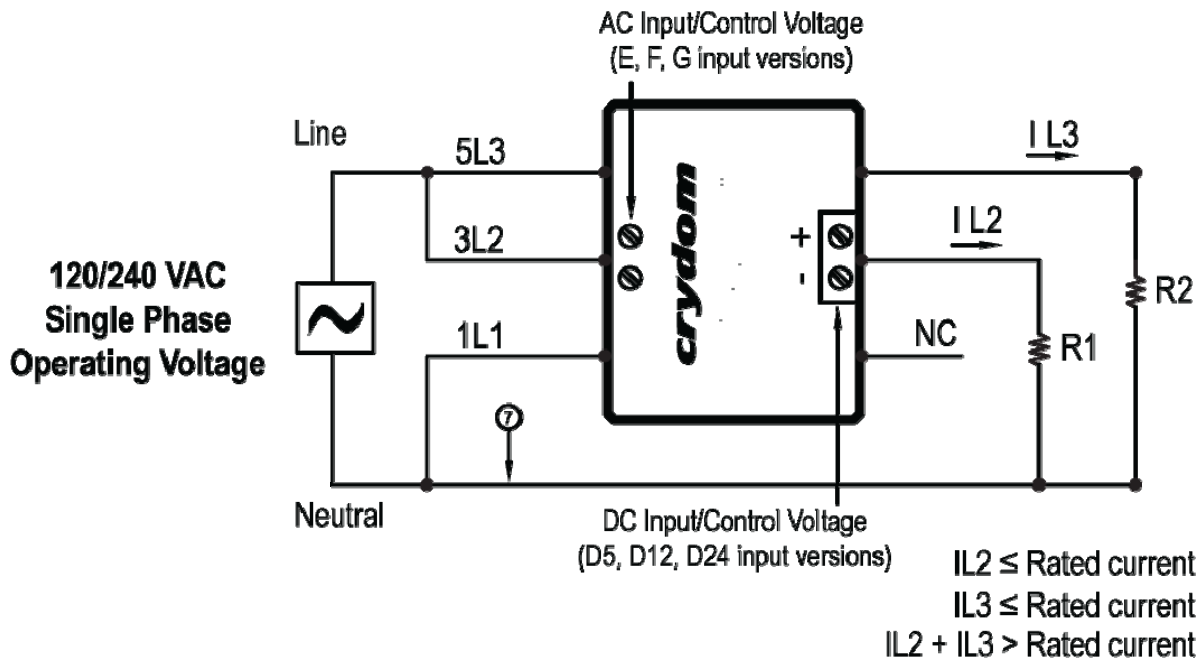 AC Input/Control Voltage
(E, F, G input versions)
Line
5L3
I L3
3L2
+
I L2
crydom
120/240 VAC
Single Phase
Operating Voltage
-
R2
1L1
NC
R1
7
Neutral
DC Input/Control Voltage
(D5, D12, D24 input versions)
IL2 ≤ Rated current
IL3 ≤ Rated current
IL2 + IL3 > Rated current